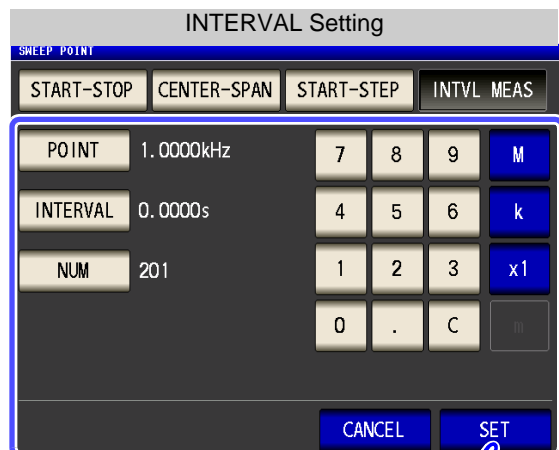 INTERVAL Setting
SWEEP POINT
START-STOP CENTER-SPAN START-STEP INTVL MEAS
POINT 1.0000kHz 7 8 9 M
INTERVAL 0.0000s 4 5 6 k
NUM 201 1 2 3 x1
0 . C m
CANCEL SET